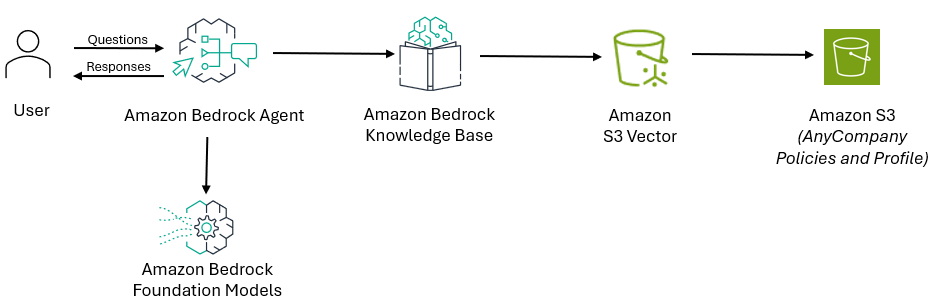 Questions
Responses
User
Amazon Bedrock Agent
Amazon Bedrock
Knowledge Base
Amazon
S3 Vector
Amazon S3
(AnyCompany
Policies and Profile)
Amazon Bedrock
Foundation Models